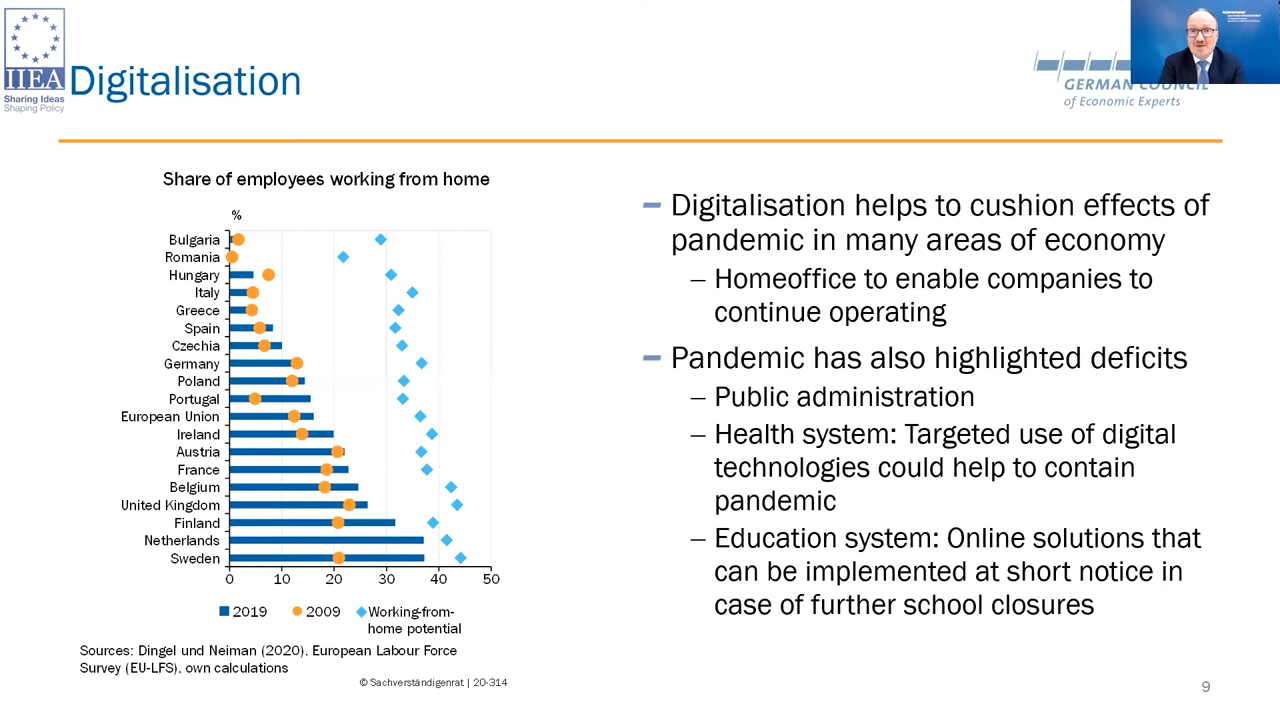 IIEA
Sharing Ideas
Shaping Policy
Digitalisation
GERMAN COUNCIL
of Economic Experts
Share of employees working from home
%
Bulgaria
Romania
Hungary
Italy
Greece
Spain
Czechia
Germany
Poland
Portugal
European Union
Ireland
Austria
France
Belgium
United Kingdom
Finland
Netherlands
Sweden
0 10 20 30 40 50
2019 2009 Working-from-
home potential
Sources: Dingel und Neiman (2020), European Labour Force
Survey (EU-LFS), own calculations
© Sachverständigenrat | 20-314
– Digitalisation helps to cushion effects of
pandemic in many areas of economy
– Homeoffice to enable companies to
continue operating
– Pandemic has also highlighted deficits
– Public administration
– Health system: Targeted use of digital
technologies could help to contain
pandemic
– Education system: Online solutions that
can be implemented at short notice in
case of further school closures
9